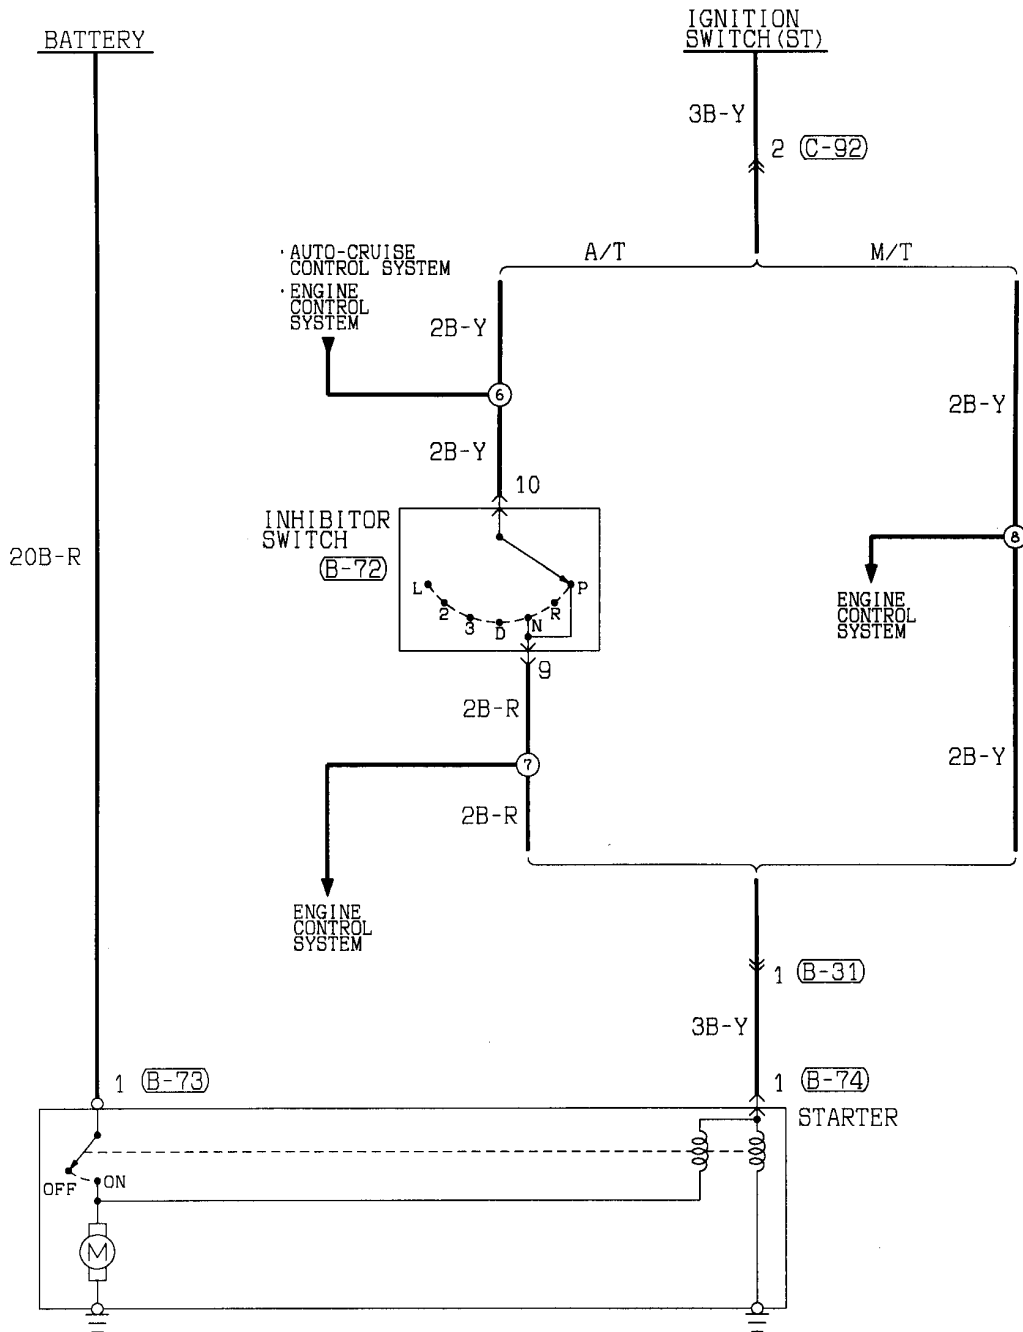 IGNITION
SWITCH(ST)
BATTERY
3B-Y
2 (C-92)
A/T
M/T
· AUTO-CRUISE
CONTROL SYSTEM
· ENGINE
CONTROL
SYSTEM
2B-Y
6
2B-Y
2B-Y
10
INHIBITOR
SWITCH
B-72
20B-R
8
L
P
2
R
3
D
N
ENGINE
CONTROL
SYSTEM
9
2B-R
2B-Y
7
2B-R
ENGINE
CONTROL
SYSTEM
1 (B-31)
3B-Y
1 (B-73)
1 (B-74)
STARTER
OFF
ON
M